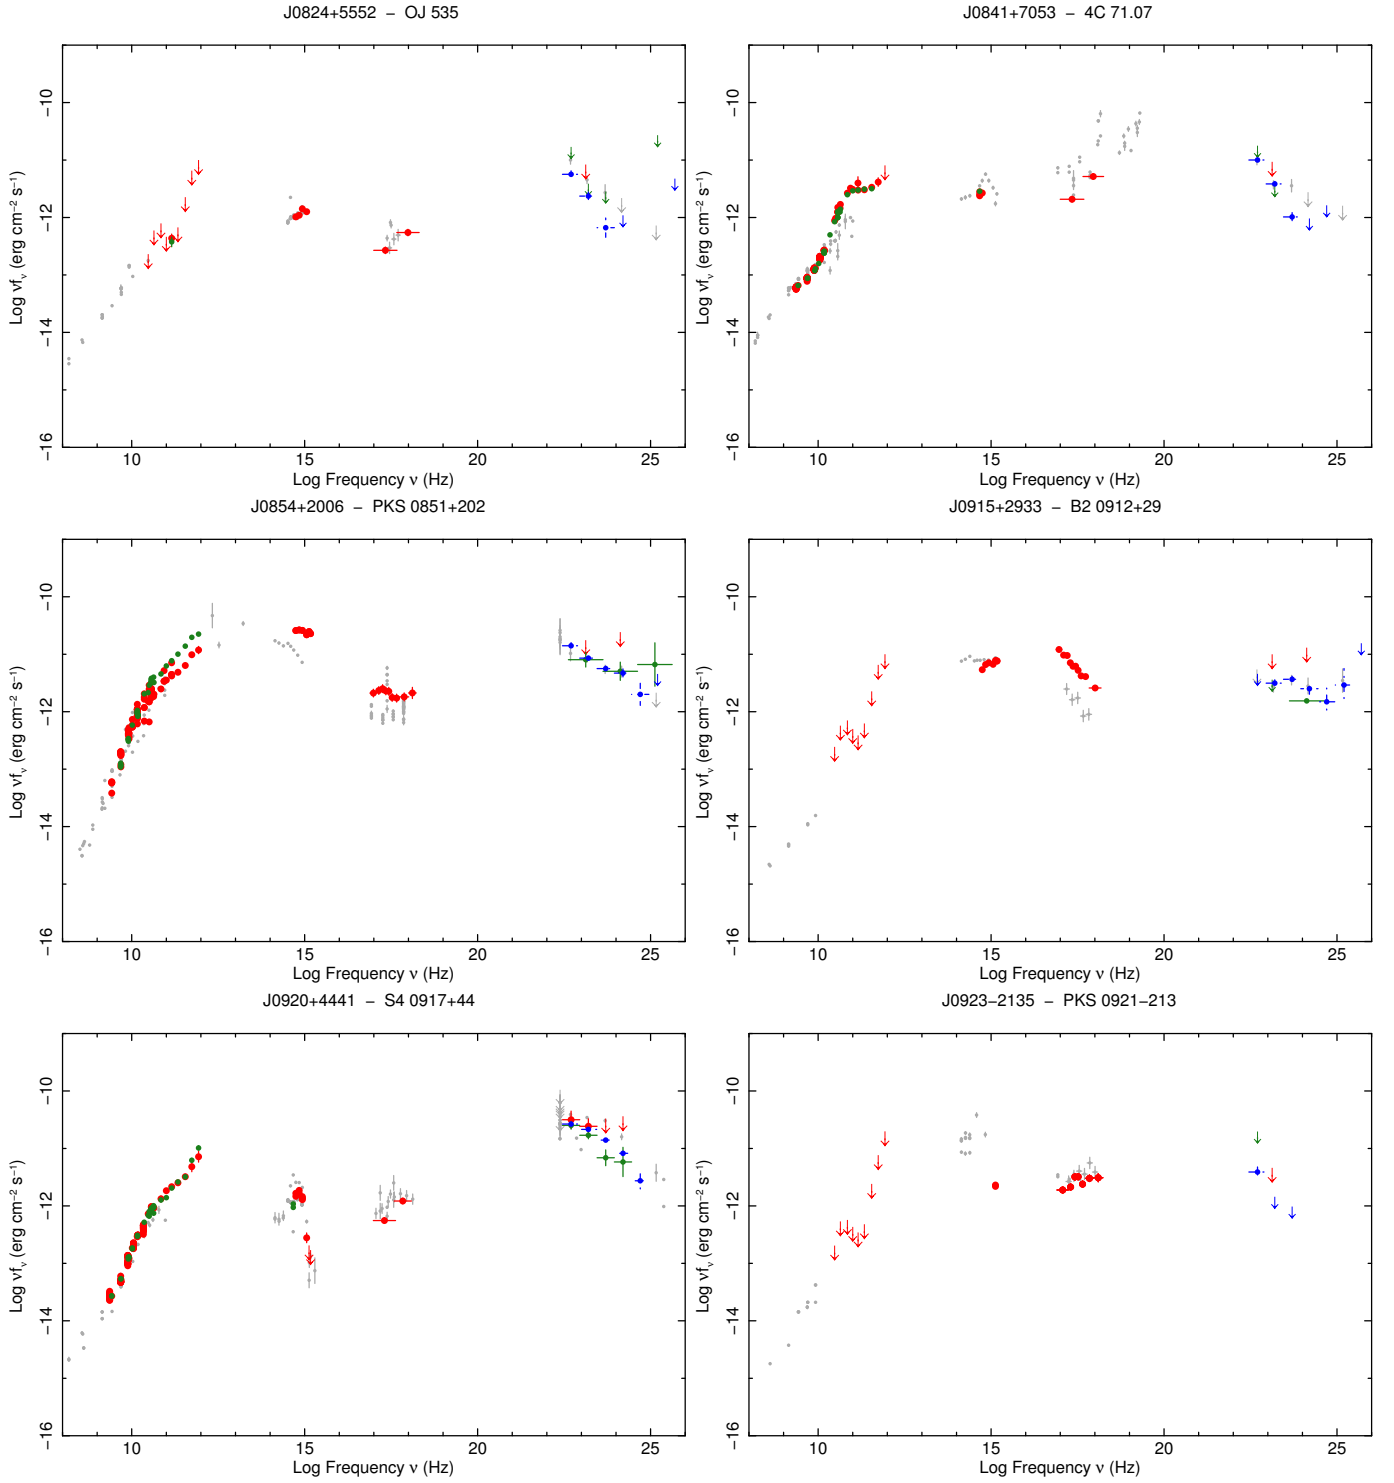 J0824+5552 − OJ 535
J0841+7053 − 4C 71.07
Log νfν (erg cm−2 s−1)
−10
−12
−14
−16
10 15 20 25
Log Frequency ν (Hz)
Log νfν (erg cm−2 s−1)
−10
−12
−14
−16
10 15 20 25
Log Frequency ν (Hz)
J0854+2006 − PKS 0851+202
J0915+2933 − B2 0912+29
Log νfν (erg cm−2 s−1)
−10
−12
−14
−16
10 15 20 25
Log Frequency ν (Hz)
Log νfν (erg cm−2 s−1)
−10
−12
−14
−16
10 15 20 25
Log Frequency ν (Hz)
J0920+4441 − S4 0917+44
J0923−2135 − PKS 0921−213
Log νfν (erg cm−2 s−1)
−10
−12
−14
−16
10 15 20 25
Log Frequency ν (Hz)
Log νfν (erg cm−2 s−1)
−10
−12
−14
−16
10 15 20 25
Log Frequency ν (Hz)